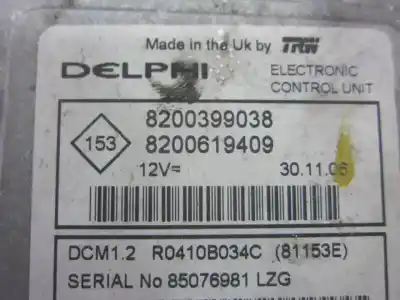 Made in the Uk by TRW
DELPHI
ELECTRONIC
CONTROL UNIT
153
8200399038
8200619409
12V= 30.11.06
DCM1.2 R0410B034C (81153E)
SERIAL No 85076981 LZG